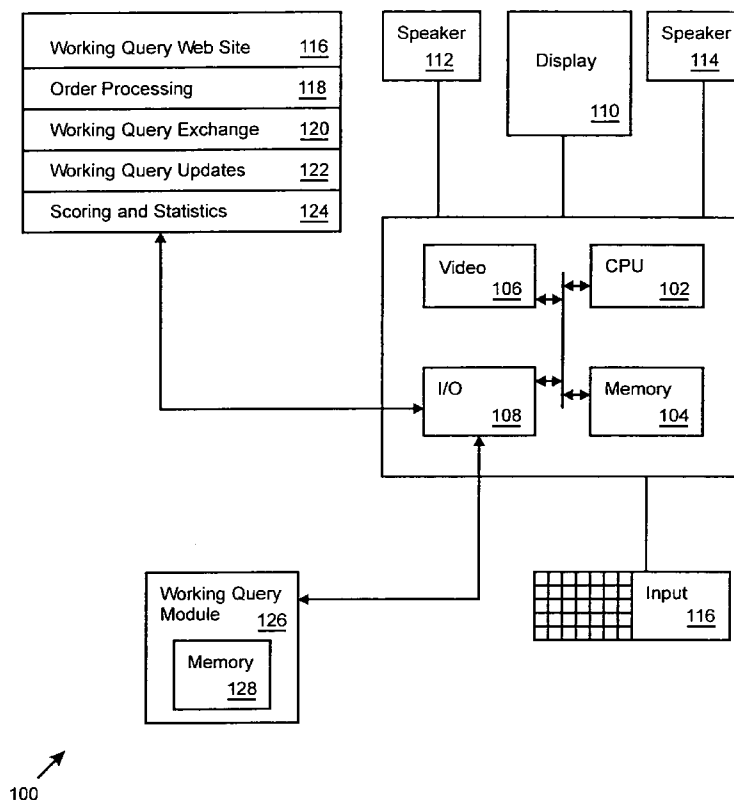 Working Query Web Site 116
Order Processing 118
Working Query Exchange 120
Working Query Updates 122
Scoring and Statistics 124
Speaker
112
Display
110
Speaker
114
Video
106
CPU
102
I/O
108
Memory
104
Working Query
Module
126
Memory
128
Input
116
100